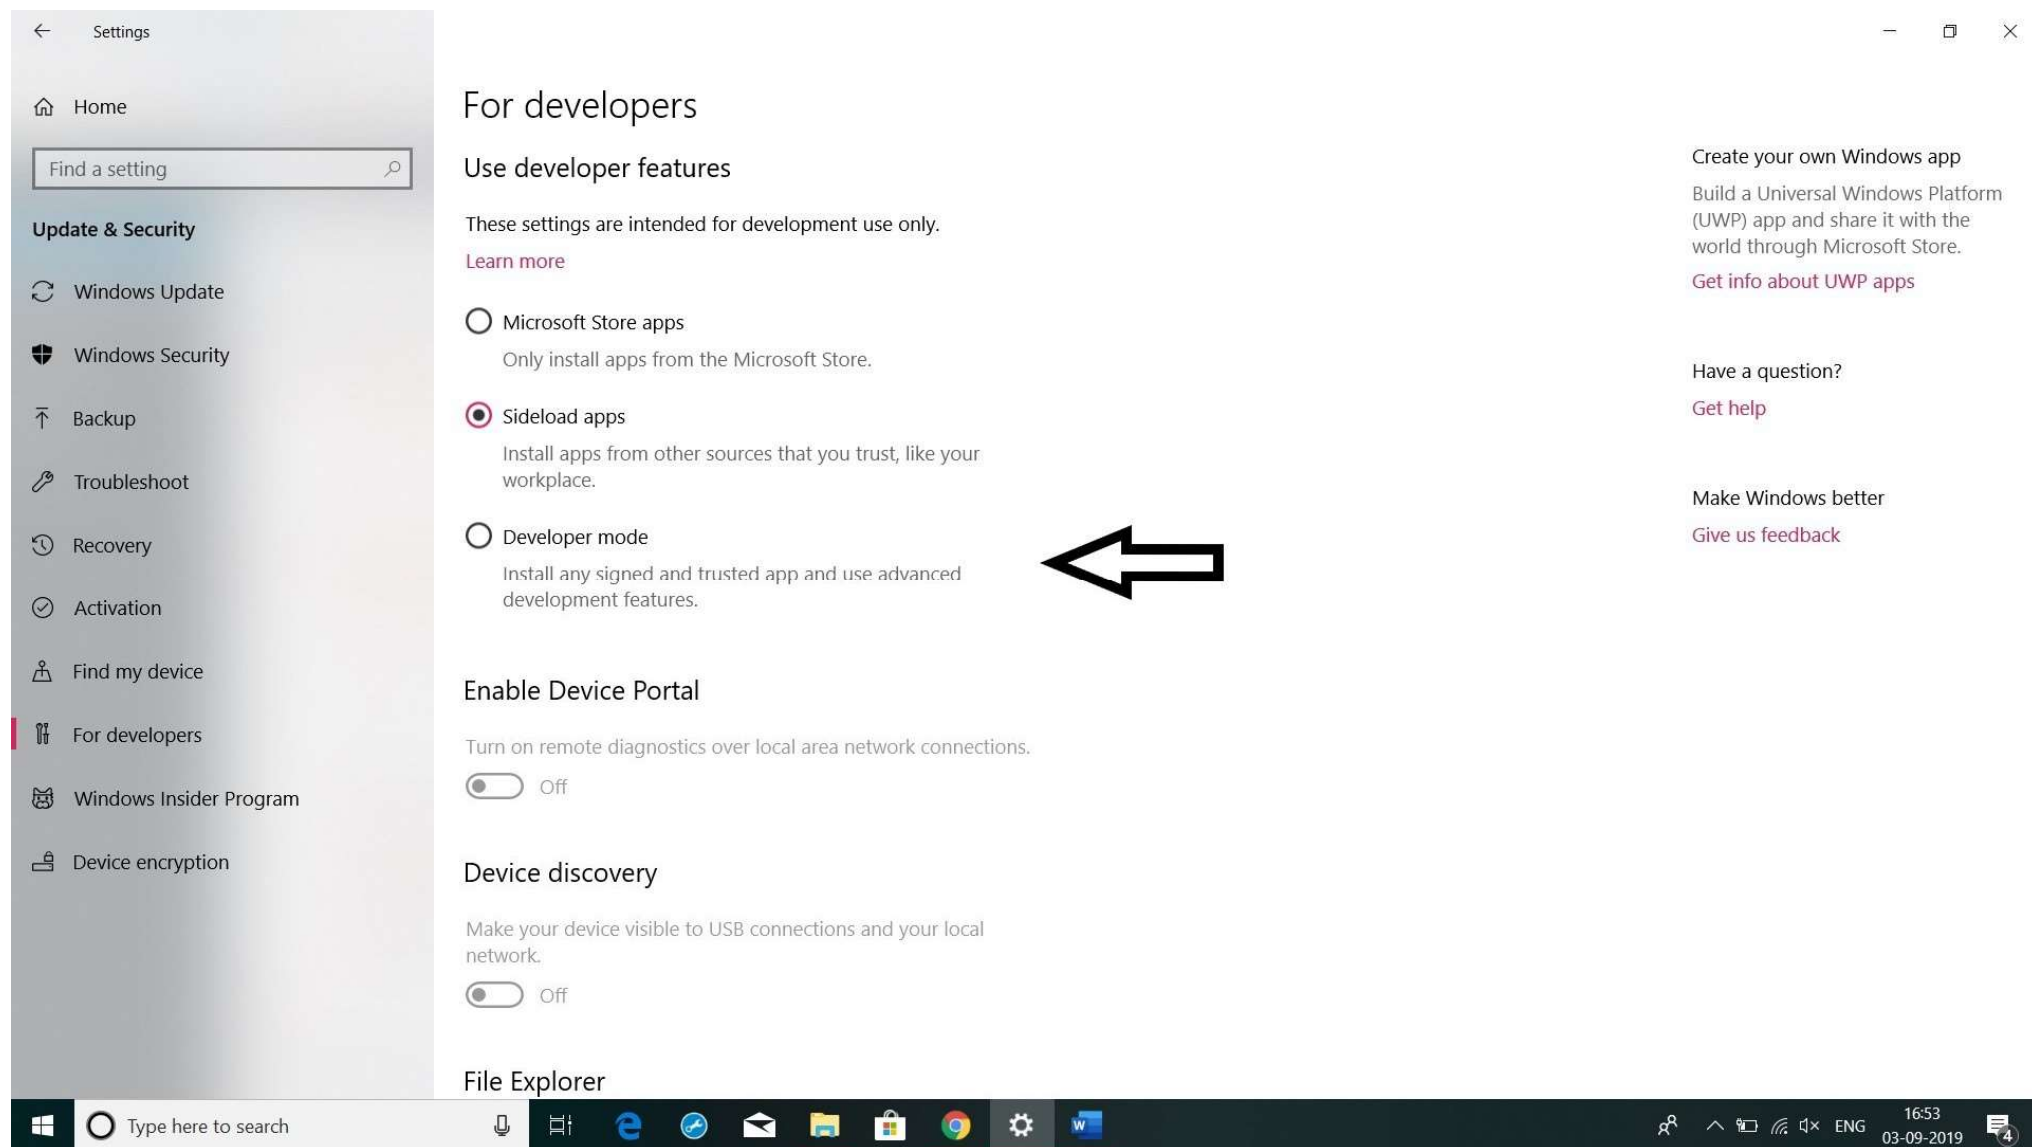 Settings
Home
Find a setting
Update & Security
Windows Update
Windows Security
Backup
Troubleshoot
Recovery
Activation
Find my device
For developers
Windows Insider Program
Device encryption
For developers
Use developer features
These settings are intended for development use only.
Learn more
Microsoft Store apps
Only install apps from the Microsoft Store.
Sideload apps
Install apps from other sources that you trust, like your
workplace.
Developer mode
Install any signed and trusted app and use advanced
development features.
Enable Device Portal
Turn on remote diagnostics over local area network connections.
Off
Device discovery
Make your device visible to USB connections and your local
network.
Off
File Explorer
Create your own Windows app
Build a Universal Windows Platform
(UWP) app and share it with the
world through Microsoft Store.
Get info about UWP apps
Have a question?
Get help
Make Windows better
Give us feedback
Type here to search
W
ENG
16:53
03-09-2019
4